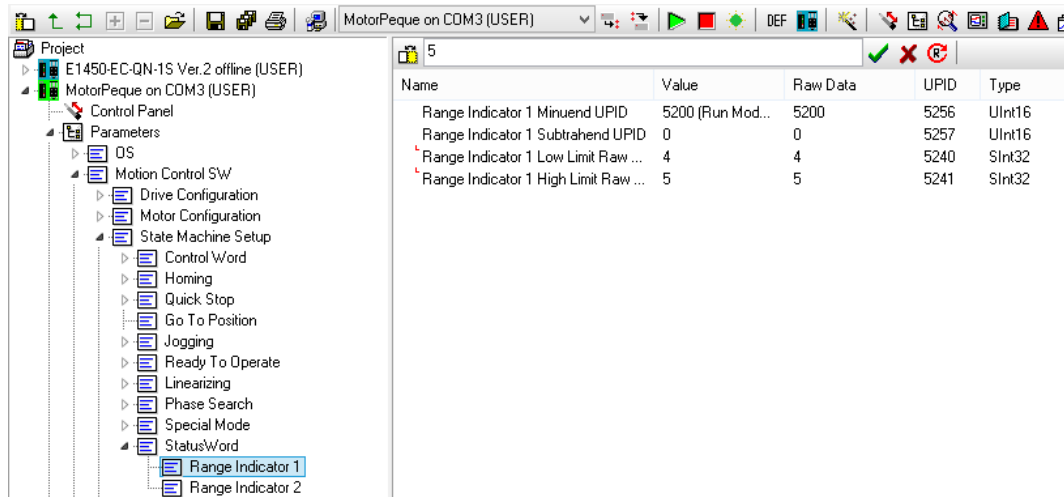 MotorPeque on COM3 (USER)
DEF
Project
E1450-EC-QN-1S Ver.2 offline (USER)
MotorPeque on COM3 (USER)
Control Panel
Parameters
OS
Motion Control SW
Drive Configuration
Motor Configuration
State Machine Setup
Control Word
Homing
Quick Stop
Go To Position
Jogging
Ready To Operate
Linearizing
Phase Search
Special Mode
StatusWord
Range Indicator 1
Range Indicator 2
5
Name Value Raw Data UPID Type
Range Indicator 1 Minuend UPID 5200 (Run Mod... 5200 5256 UInt16
Range Indicator 1 Subtrahend UPID 0 0 5257 UInt16
Range Indicator 1 Low Limit Raw ... 4 4 5240 SInt32
Range Indicator 1 High Limit Raw ... 5 5 5241 SInt32